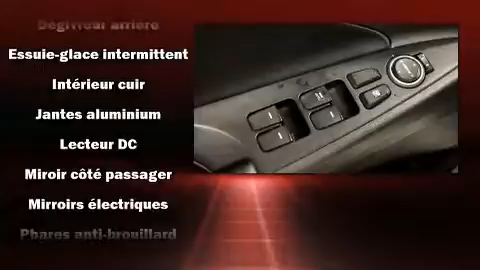 Dégivreur arrière
Essuie-glace intermittent
Intérieur cuir
Jantes aluminium
Lecteur DC
Miroir côté passager
Mirroirs électriques
Phares anti-brouillard